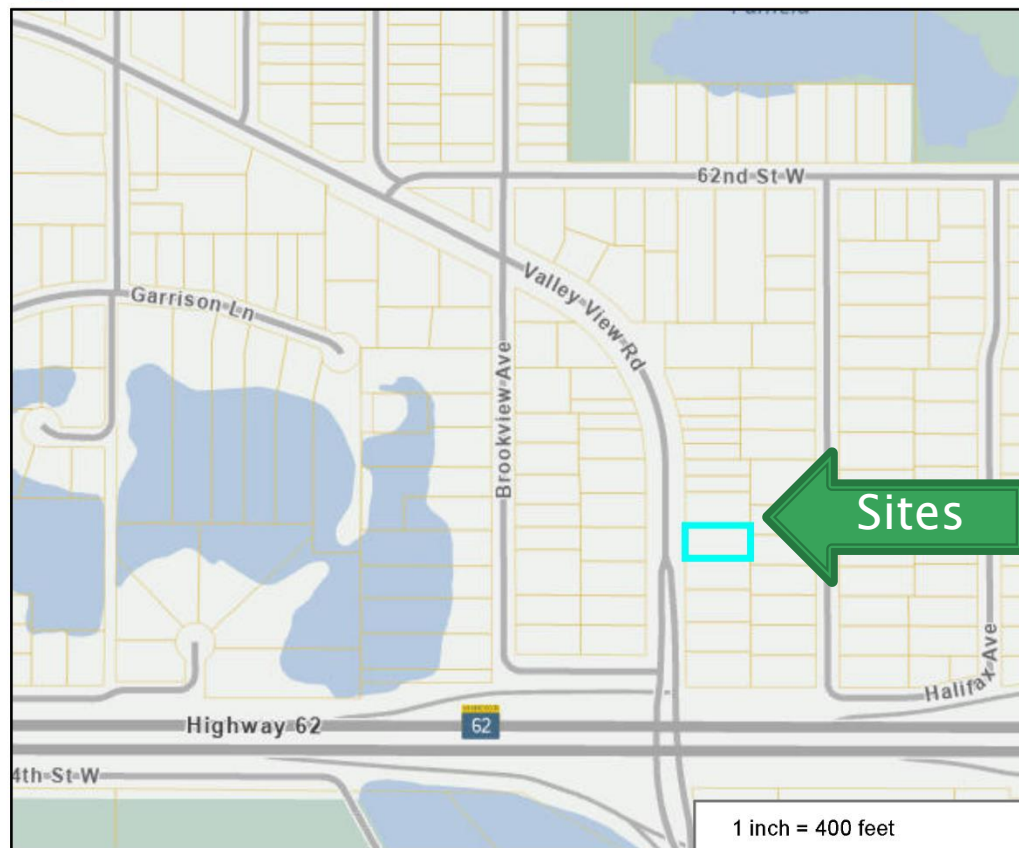 62nd St W
Valley View Rd
Garrison Ln
Brookview Ave
Sites
Halifax Ave
Highway 62
62
4th St W
1 inch = 400 feet